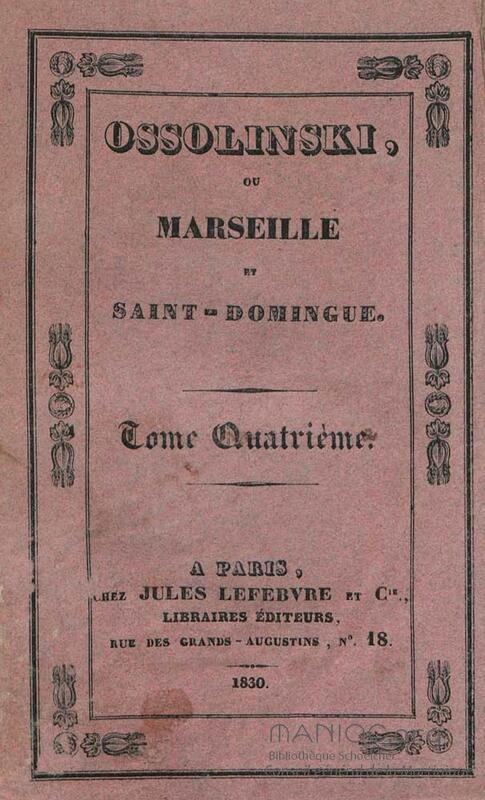 OSSOLINSKI,
OU
MARSEILLE
ET
SAINT-DOMINGUE.
Tome Quatrième.
A PARIS,
CHEZ JULES LEFEBVRE ET Cie.,
LIBRAIRES ÉDITEURS,
RUE DES GRANDS-AUGUSTINS, No. 18.
1830.
MANIOC
Bibliothèque Schoelcher